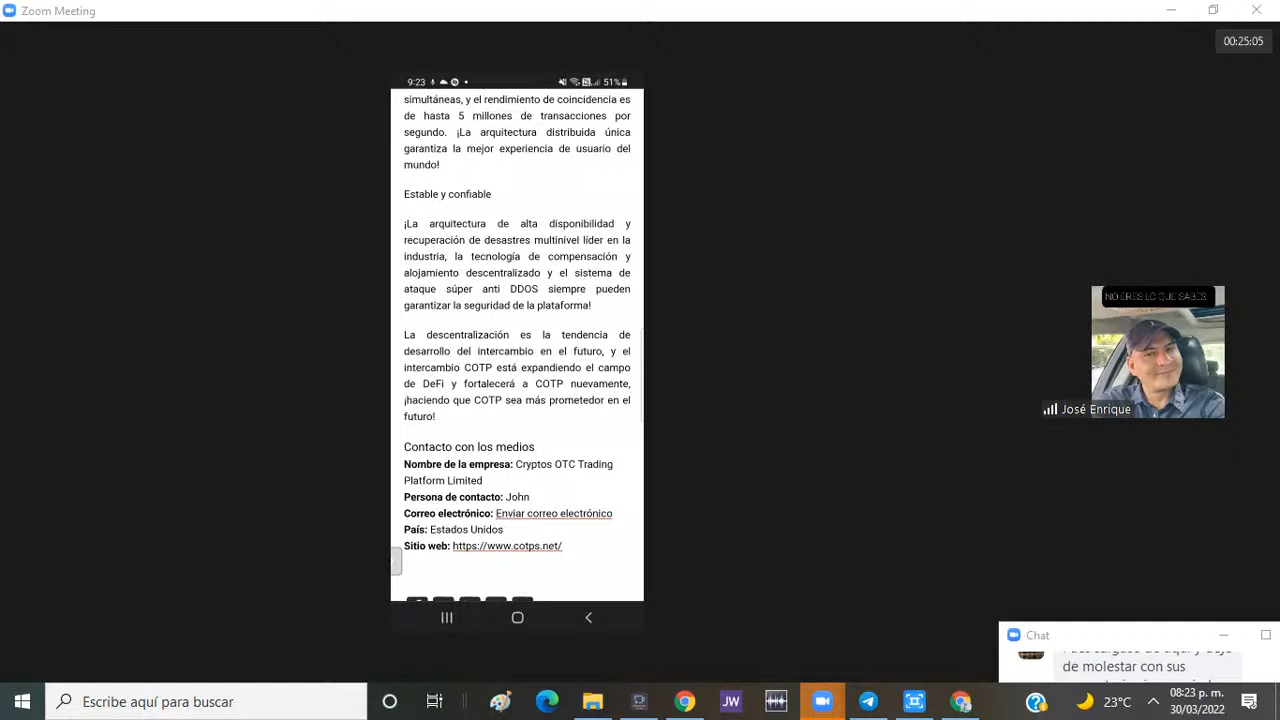 Zoom Meeting
00:25:05
9:23
51%
simultáneas, y el rendimiento de coincidencia es
de hasta 5 millones de transacciones por
segundo. ¡La arquitectura distribuida única
garantiza la mejor experiencia de usuario del
mundo!
Estable y confiable
¡La arquitectura de alta disponibilidad y
recuperación de desastres multinivel líder en la
industria, la tecnología de compensación y
alojamiento descentralizado y el sistema de
ataque súper anti DDOS siempre pueden
garantizar la seguridad de la plataforma!
La descentralización es la tendencia de
desarrollo del intercambio en el futuro, y el
intercambio COTP está expandiendo el campo
de DeFi y fortalecerá a COTP nuevamente,
¡haciendo que COTP sea más prometedor en el
futuro!
Contacto con los medios
Nombre de la empresa: Cryptos OTC Trading
Platform Limited
Persona de contacto: John
Correo electrónico: Enviar correo electrónico
País: Estados Unidos
Sitio web: https://www.cotps.net/
NO ERES LO QUE SABES
José Enrique
Chat
de molestar con sus
Escribe aquí para buscar
JW
23°C
08:23 p. m.
30/03/2022